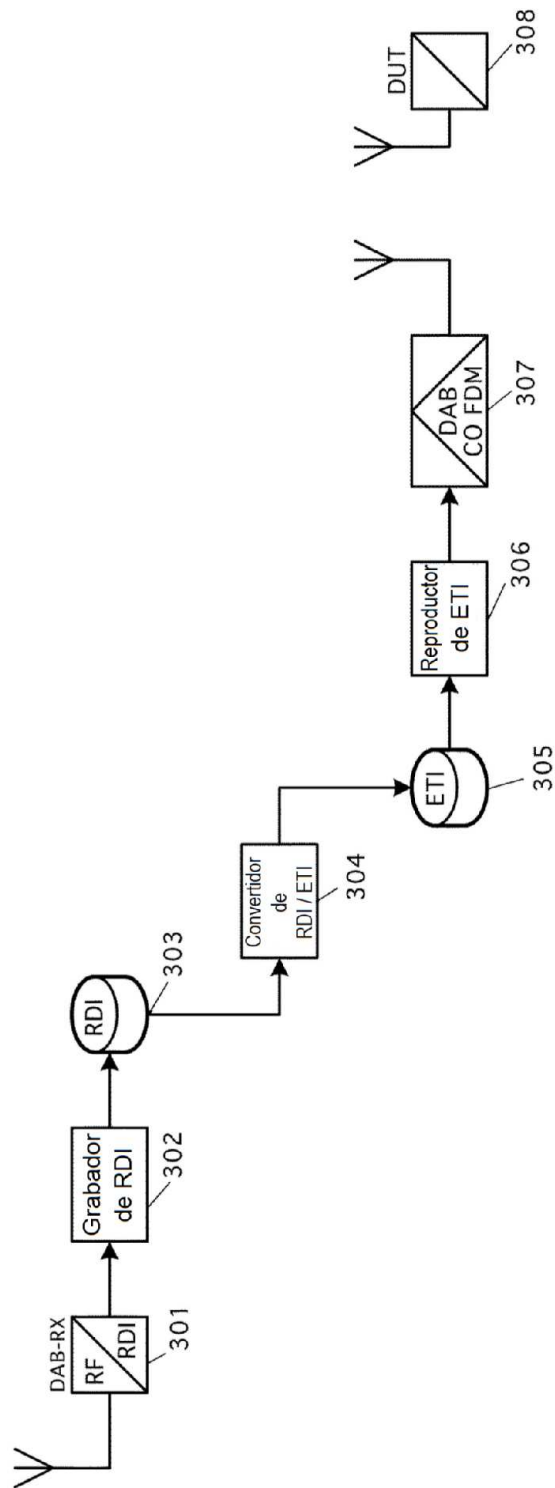 DAB-RX
RF
RDI
301
Grabador
de RDI
302
RDI
303
Convertidor
de
RDI / ETI
304
ETI
305
Reproductor
de ETI
306
DAB
CO FDM
307
DUT
308